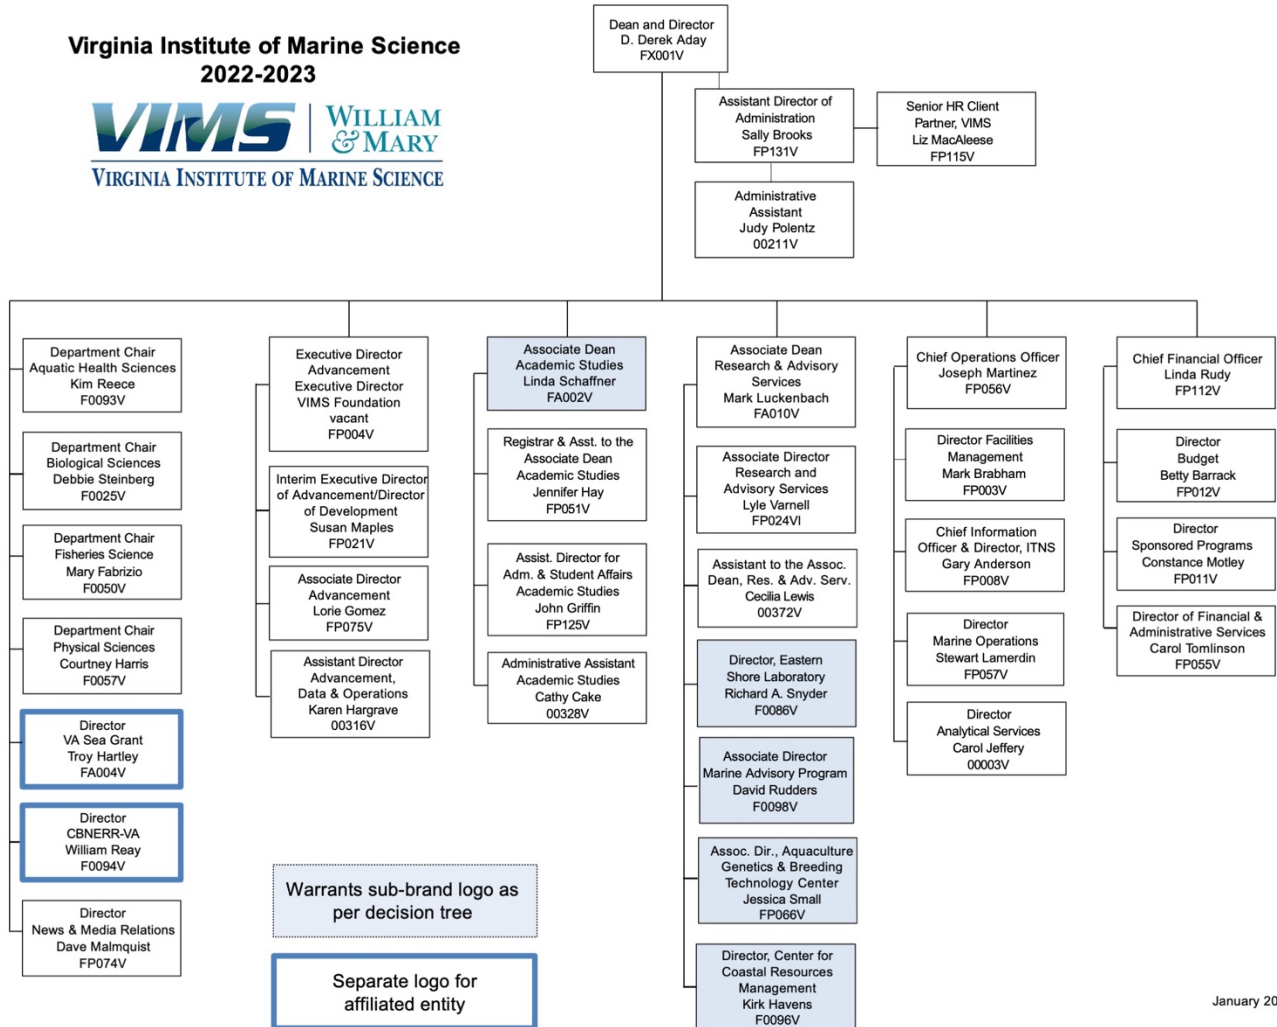 Virginia Institute of Marine Science
2022-2023
VIMS
WILLIAM
& MARY
VIRGINIA INSTITUTE OF MARINE SCIENCE
Dean and Director
D. Derek Aday
FX001V
Assistant Director of
Administration
Sally Brooks
FP131V
Senior HR Client
Partner, VIMS
Liz MacAleese
FP115V
Administrative
Assistant
Judy Polentz
00211V
Department Chair
Aquatic Health Sciences
Kim Reece
F0093V
Department Chair
Biological Sciences
Debbie Steinberg
F0025V
Department Chair
Fisheries Science
Mary Fabrizio
F0050V
Department Chair
Physical Sciences
Courtney Harris
F0057V
Director
VA Sea Grant
Troy Hartley
FA004V
Director
CBNERR-VA
William Reay
F0094V
Director
News & Media Relations
Dave Malmquist
FP074V
Executive Director
Advancement
Executive Director
VIMS Foundation
vacant
FP004V
Interim Executive Director
of Advancement/Director
of Development
Susan Maples
FP021V
Associate Director
Advancement
Lorie Gomez
FP075V
Assistant Director
Advancement,
Data & Operations
Karen Hargrave
00316V
Associate Dean
Academic Studies
Linda Schaffner
FA002V
Registrar & Asst. to the
Associate Dean
Academic Studies
Jennifer Hay
FP051V
Assist. Director for
Adm. & Student Affairs
Academic Studies
John Griffin
FP125V
Administrative Assistant
Academic Studies
Cathy Cake
00328V
Associate Dean
Research & Advisory
Services
Mark Luckenbach
FA010V
Associate Director
Research and
Advisory Services
Lyle Varnell
FP024VI
Assistant to the Assoc.
Dean, Res. & Adv. Serv.
Cecilia Lewis
00372V
Director, Eastern
Shore Laboratory
Richard A. Snyder
F0086V
Associate Director
Marine Advisory Program
David Rudders
F0098V
Assoc. Dir., Aquaculture
Genetics & Breeding
Technology Center
Jessica Small
FP066V
Director, Center for
Coastal Resources
Management
Kirk Havens
F0096V
Chief Operations Officer
Joseph Martinez
FP056V
Director Facilities
Management
Mark Brabham
FP003V
Chief Information
Officer & Director, ITNS
Gary Anderson
FP008V
Director
Marine Operations
Stewart Lamerdin
FP057V
Director
Analytical Services
Carol Jeffery
00003V
Chief Financial Officer
Linda Rudy
FP112V
Director
Budget
Betty Barrack
FP012V
Director
Sponsored Programs
Constance Motley
FP011V
Director of Financial &
Administrative Services
Carol Tomlinson
FP055V
Warrants sub-brand logo as
per decision tree
Separate logo for
affiliated entity
January 20